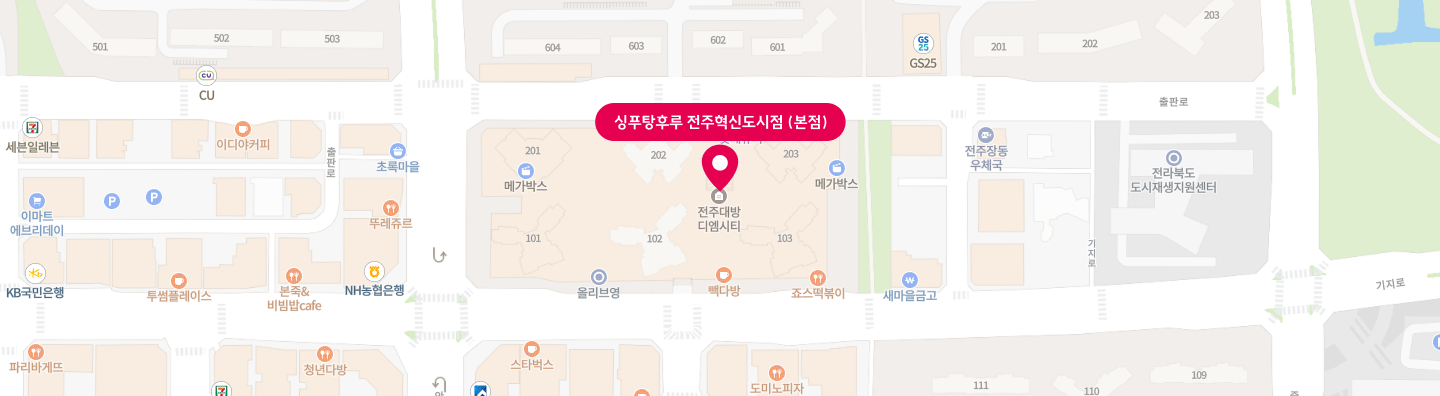 203
501
502
503
604
603
602
601
GS
25
GS25
201
202
CU
CU
출판로
싱푸탕후루 전주혁신도시점 (본점)
7
세븐일레븐
이디야커피
출판로
초록마을
201
202
203
메가박스
메가박스
전주장동
우체국
전라북도
도시재생지원센터
P
P
이마트
에브리데이
뚜레쥬르
전주대방
디엠시티
101
102
103
기지로
KB국민은행
투썸플레이스
본죽&
비빔밥cafe
NH농협은행
올리브영
빽다방
죠스떡볶이
새마을금고
기지로
파리바게뜨
청년다방
스타벅스
도미노피자
7
111
110
109